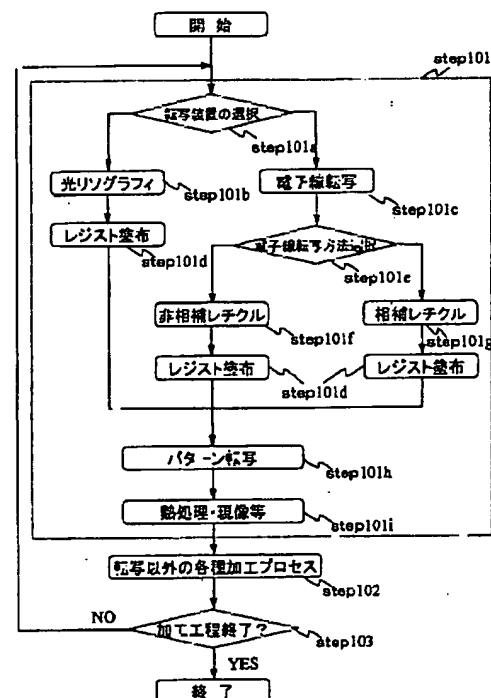 開始
step101
転写装置の選択
step101a
光リソグラフィ
step101b
電子線転写
step101c
レジスト塗布
step101d
電子線転写方法選択
step101e
非相補レチクル
step101f
相補レチクル
step101g
レジスト塗布
step101d
レジスト塗布
パターン転写
step101h
熱処理・現像等
step101i
転写以外の各種加工プロセス
step102
NO
加工工程終了?
step103
YES
終了